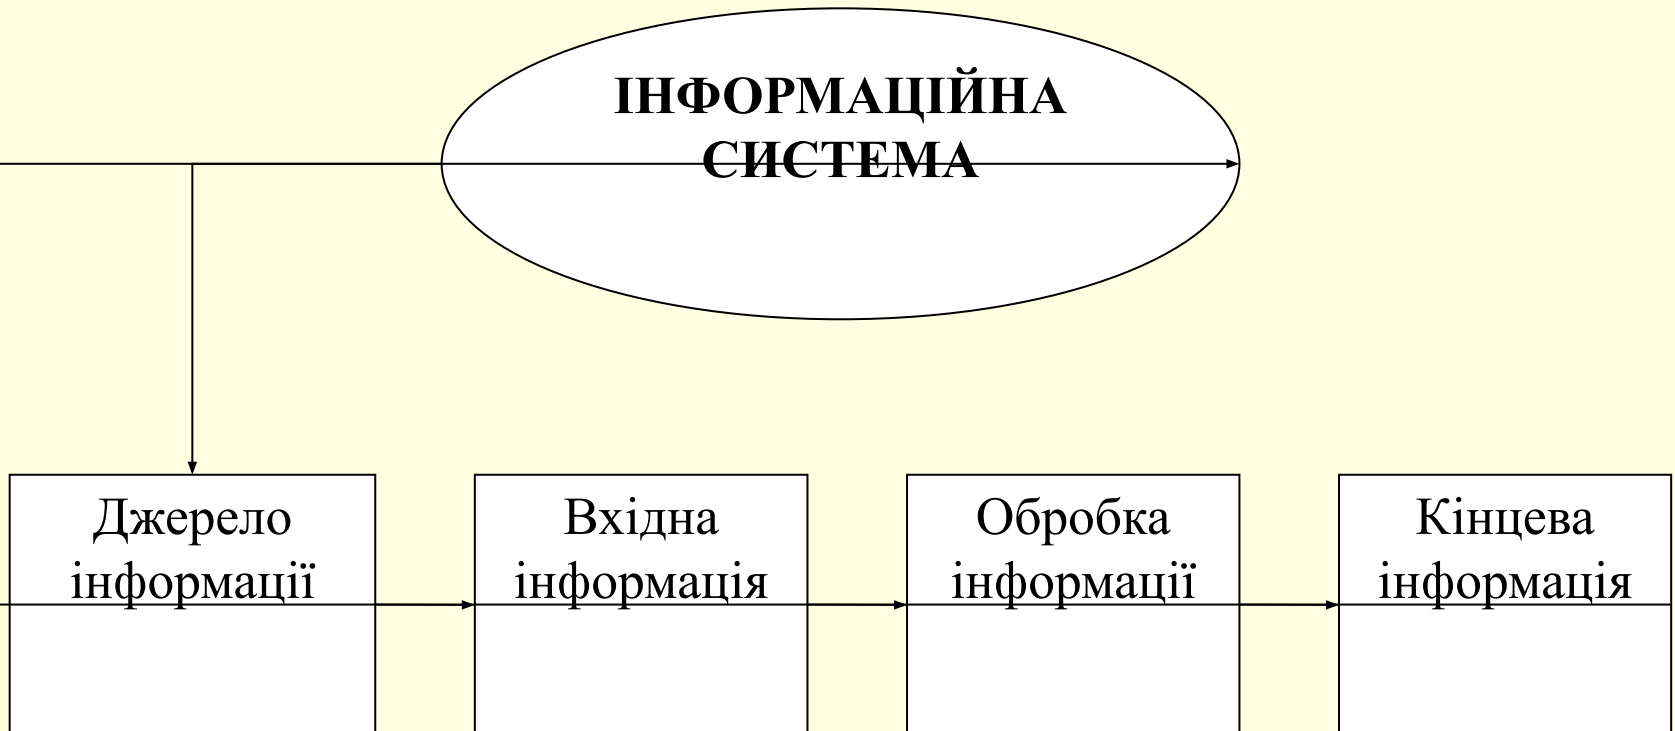 ІНФОРМАЦІЙНА
СИСТЕМА
Джерело
інформації
Вхідна
інформація
Обробка
інформації
Кінцева
інформація